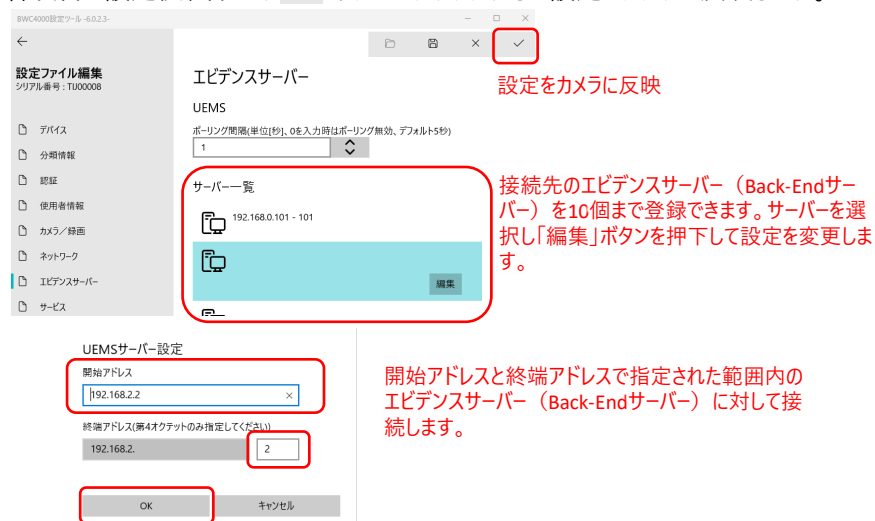 BWC4000設定ツール -6.0.2.3-
設定ファイル編集
シリアル番号 : TU00008
デバイス
分類情報
認証
使用者情報
カメラ／録画
ネットワーク
エビデンスサーバー
サービス
エビデンスサーバー
UEMS
ポーリング間隔(単位[秒]、0を入力時はポーリング無効、デフォルト5秒)
1
サーバー一覧
192.168.0.101 - 101
編集
設定をカメラに反映
接続先のエビデンスサーバー（Back-Endサー
バー）を10個まで登録できます。サーバーを選
択し「編集」ボタンを押下して設定を変更しま
す。
UEMSサーバー設定
開始アドレス
192.168.2.2
終端アドレス(第4オクテットのみ指定してください)
192.168.2.
2
OK
キャンセル
開始アドレスと終端アドレスで指定された範囲内の
エビデンスサーバー（Back-Endサーバー）に対して接
続します。